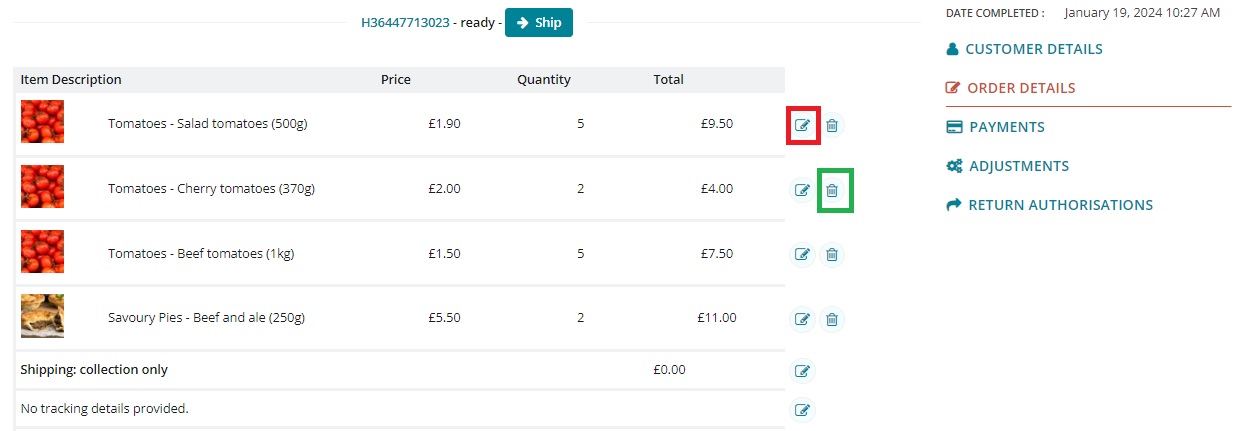 H36447713023 - ready - Ship
DATE COMPLETED : January 19, 2024 10:27 AM
CUSTOMER DETAILS
ORDER DETAILS
PAYMENTS
ADJUSTMENTS
RETURN AUTHORISATIONS
Item Description Price Quantity Total
Tomatoes - Salad tomatoes (500g) £1.90 5 £9.50
Tomatoes - Cherry tomatoes (370g) £2.00 2 £4.00
Tomatoes - Beef tomatoes (1kg) £1.50 5 £7.50
Savoury Pies - Beef and ale (250g) £5.50 2 £11.00
Shipping: collection only £0.00
No tracking details provided.